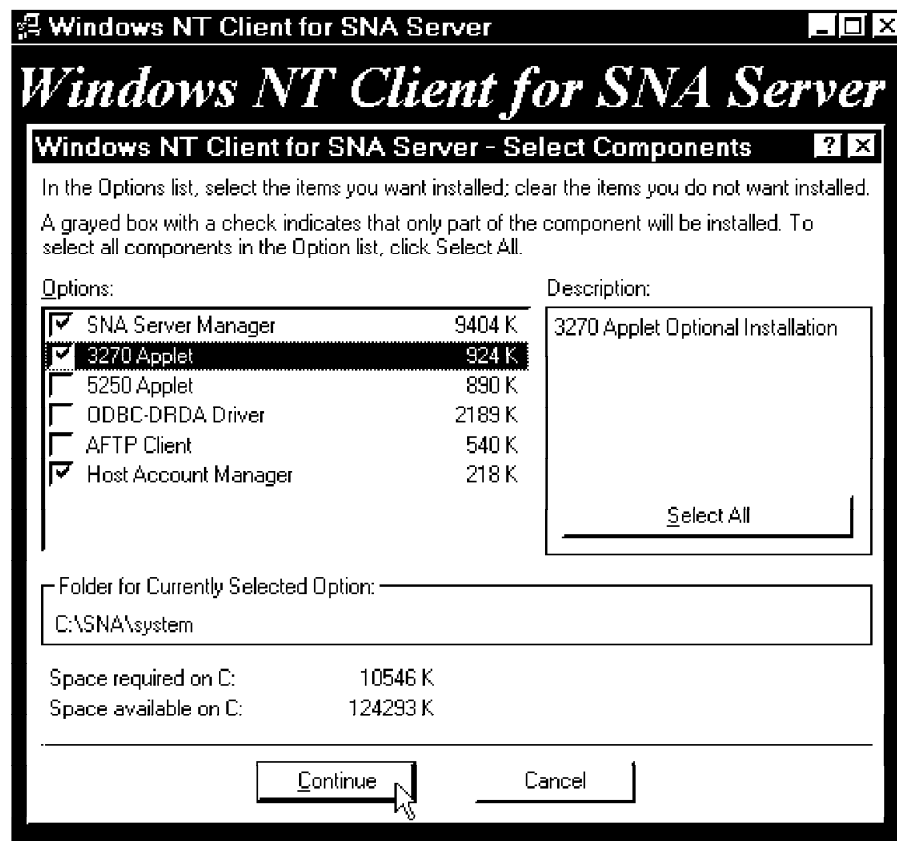 Windows NT Client for SNA Server
Windows NT Client for SNA Server
Windows NT Client for SNA Server - Select Components
In the Options list, select the items you want installed; clear the items you do not want installed.
A grayed box with a check indicates that only part of the component will be installed. To
select all components in the Option list, click Select All.
Options:
Description:
SNA Server Manager 9404 K
3270 Applet 924 K
5250 Applet 890 K
ODBC-DRDA Driver 2189 K
AFTP Client 540 K
Host Account Manager 218 K
3270 Applet Optional Installation
Select All
Folder for Currently Selected Option:
C:\SNA\system
Space required on C: 10546 K
Space available on C: 124293 K
Continue
Cancel